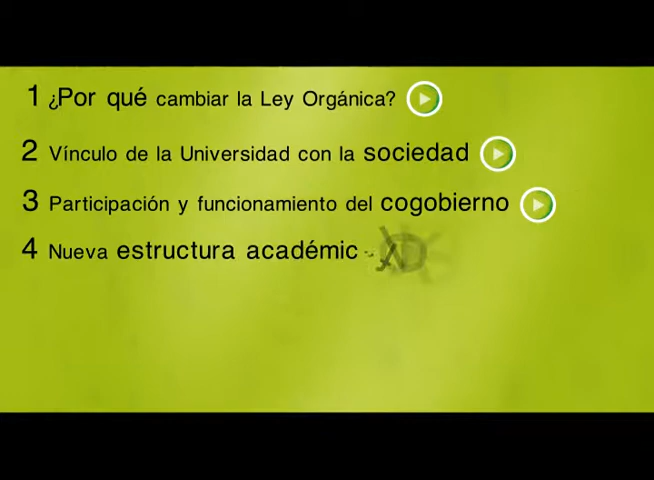 1 ¿Por qué cambiar la Ley Orgánica?
2 Vínculo de la Universidad con la sociedad
3 Participación y funcionamiento del cogobierno
4 Nueva estructura académic